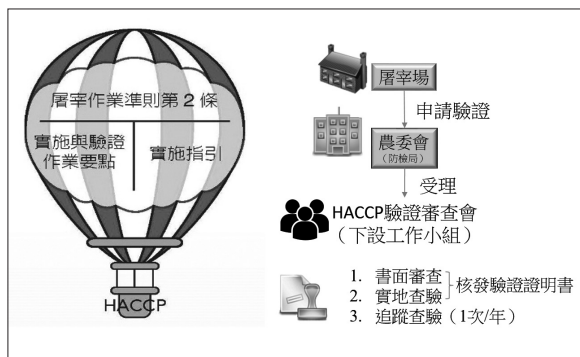 屠宰作業準則第 2 條
實施與驗證
作業要點
實施指引
HACCP
屠宰場
申請驗證
農委會
(防檢局)
受理
HACCP驗證審查會
（下設工作小組）
1. 書面審查
2. 實地查驗
核發驗證證明書
3. 追蹤查驗（1次/年）